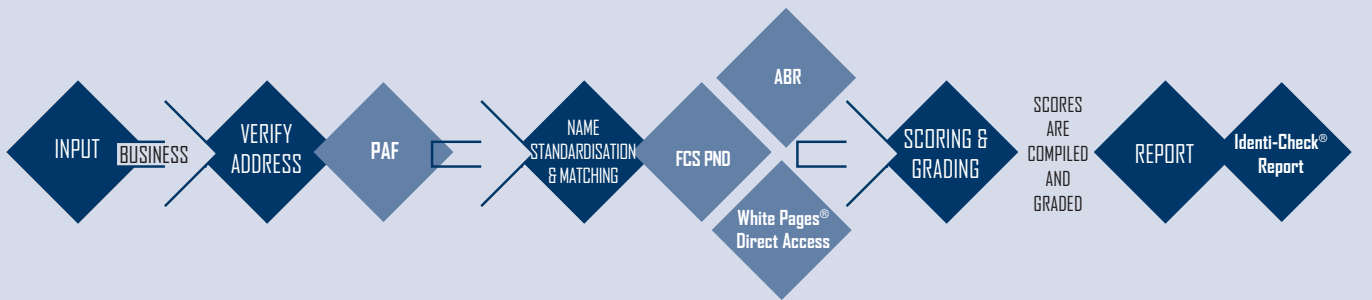 INPUT
BUSINESS
VERIFY
ADDRESS
PAF
NAME
STANDARDISATION
& MATCHING
FCS PND
ABR
White Pages®
Direct Access
SCORING &
GRADING
SCORES
ARE
COMPILED
AND
GRADED
REPORT
Identi-Check®
Report